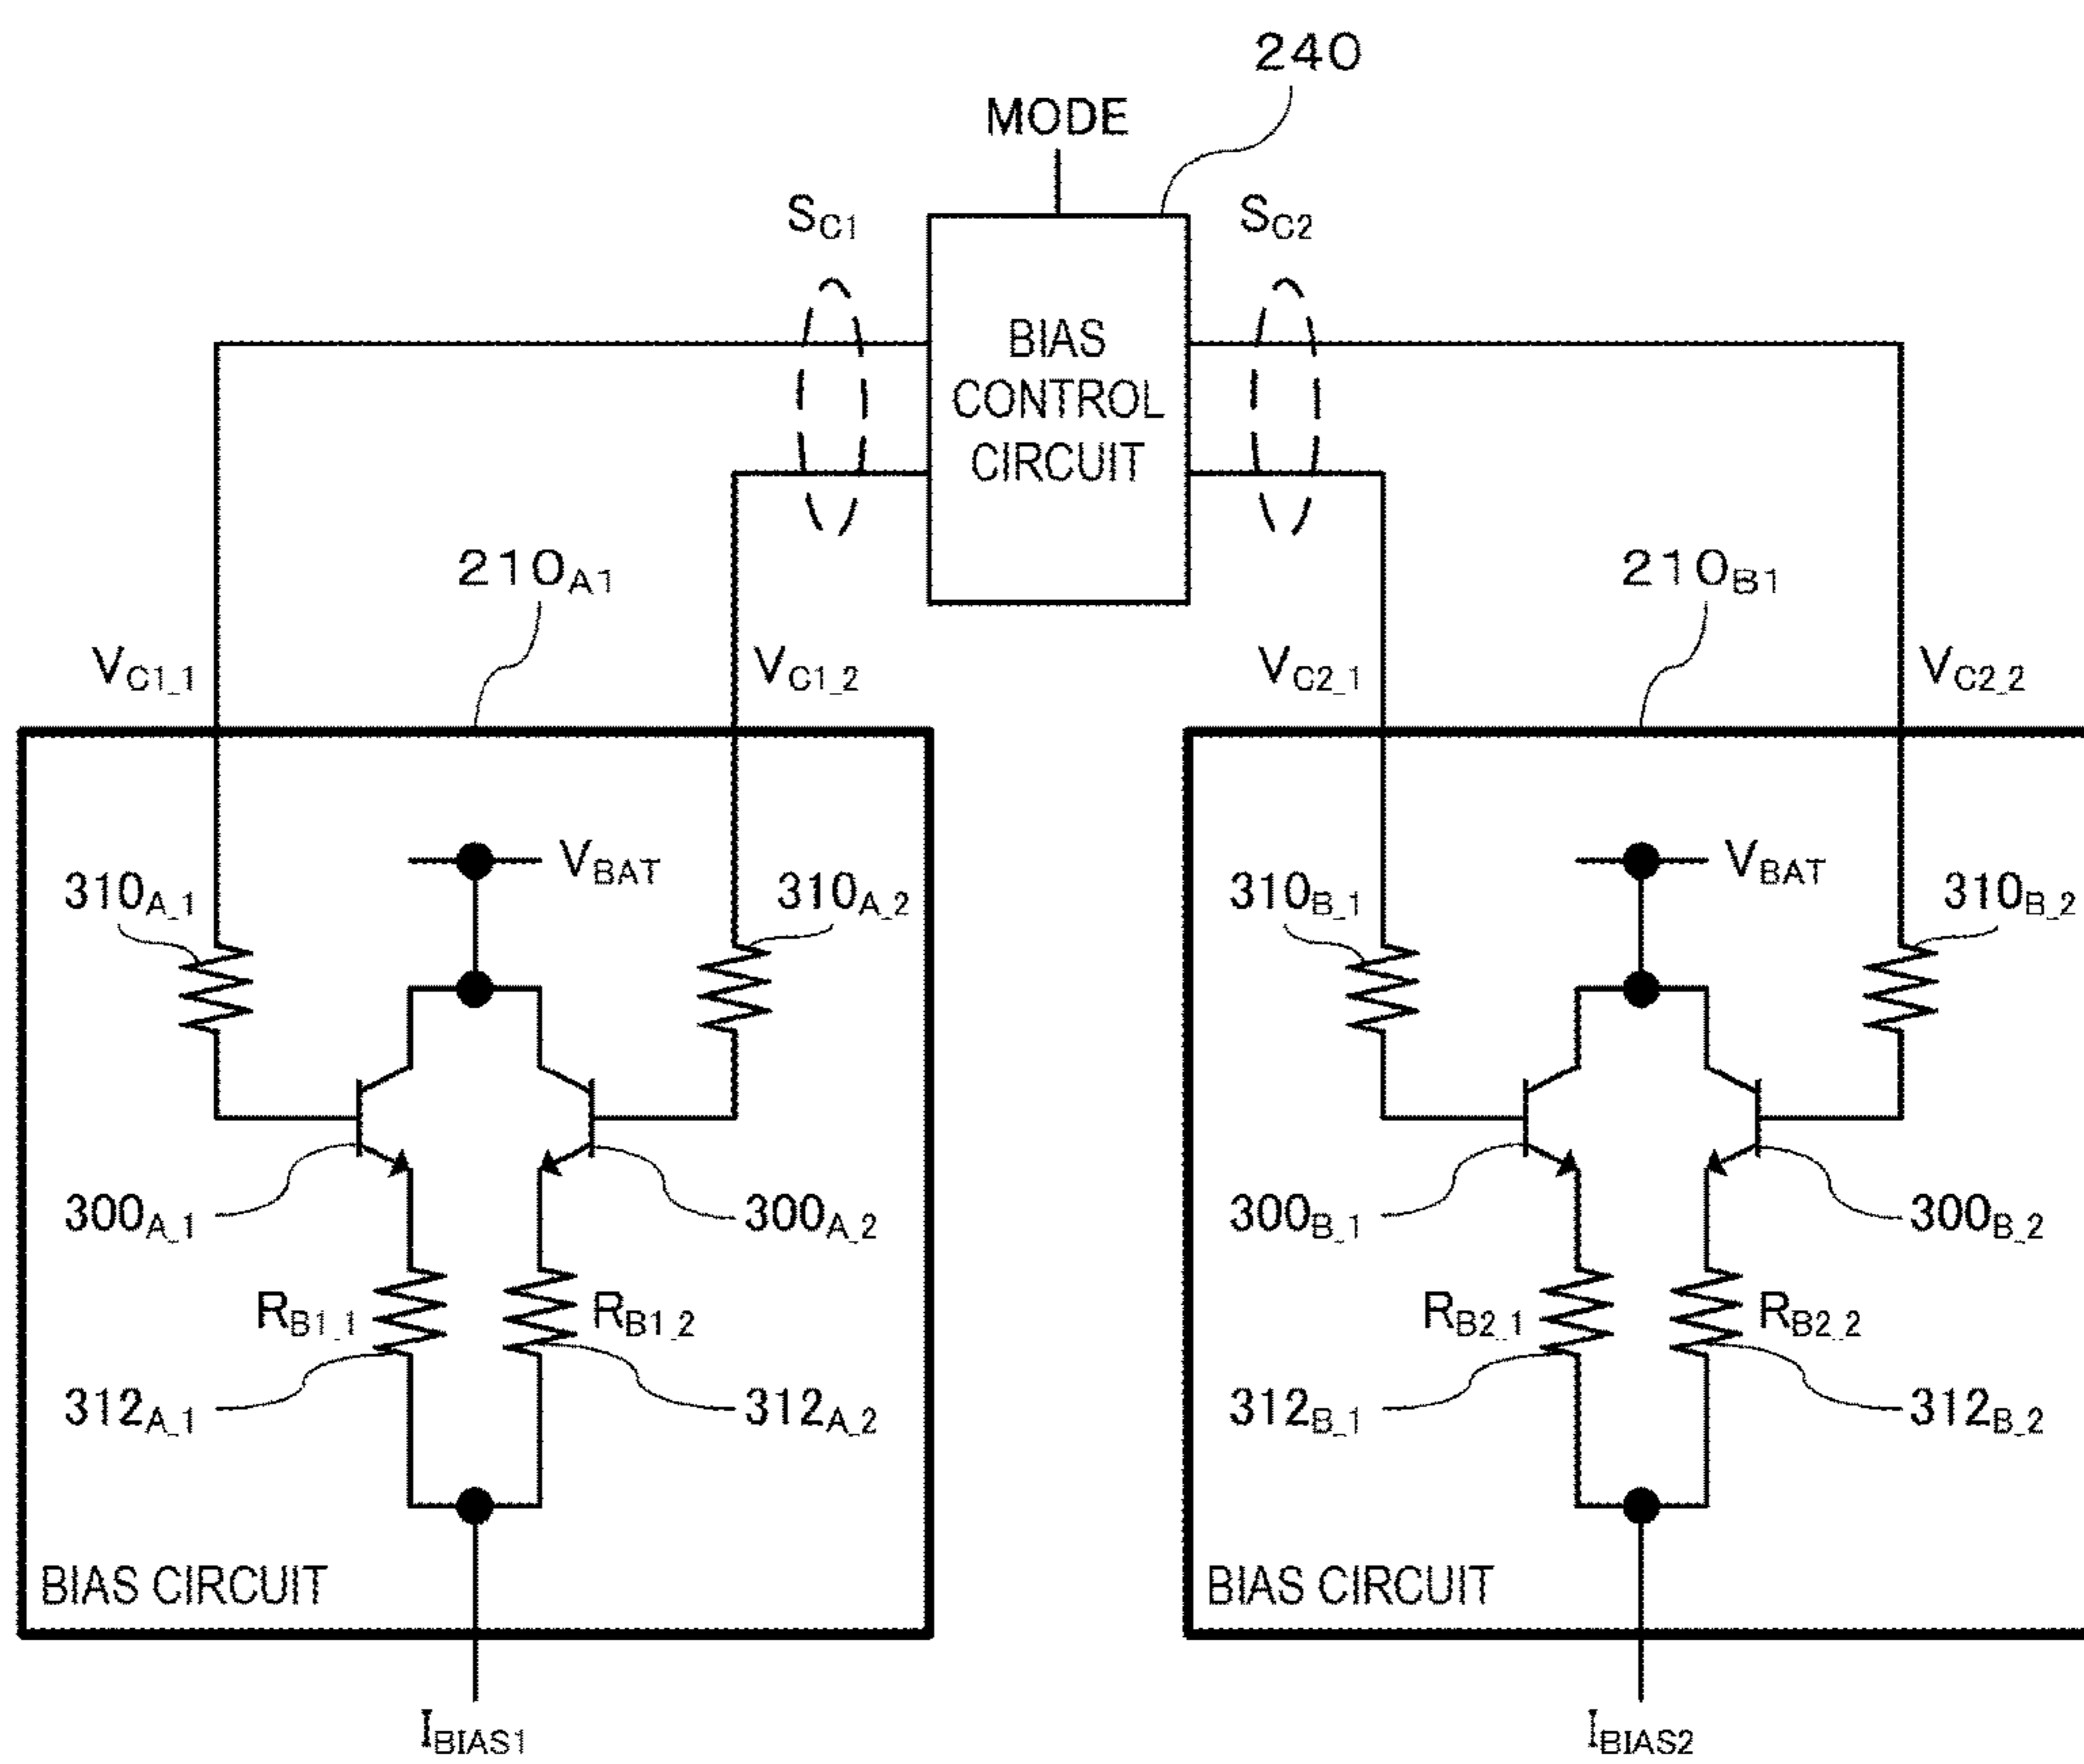 240
MODE
SC1
SC2
BIAS
CONTROL
CIRCUIT
210A1
210B1
VC1_1
VC1_2
VC2_1
VC2_2
VBAT
VBAT
310A_1
310A_2
310B_1
310B_2
300A_1
300A_2
300B_1
300B_2
RB1_1
RB1_2
RB2_1
RB2_2
312A_1
312A_2
312B_1
312B_2
BIAS CIRCUIT
BIAS CIRCUIT
IBIAS1
IBIAS2